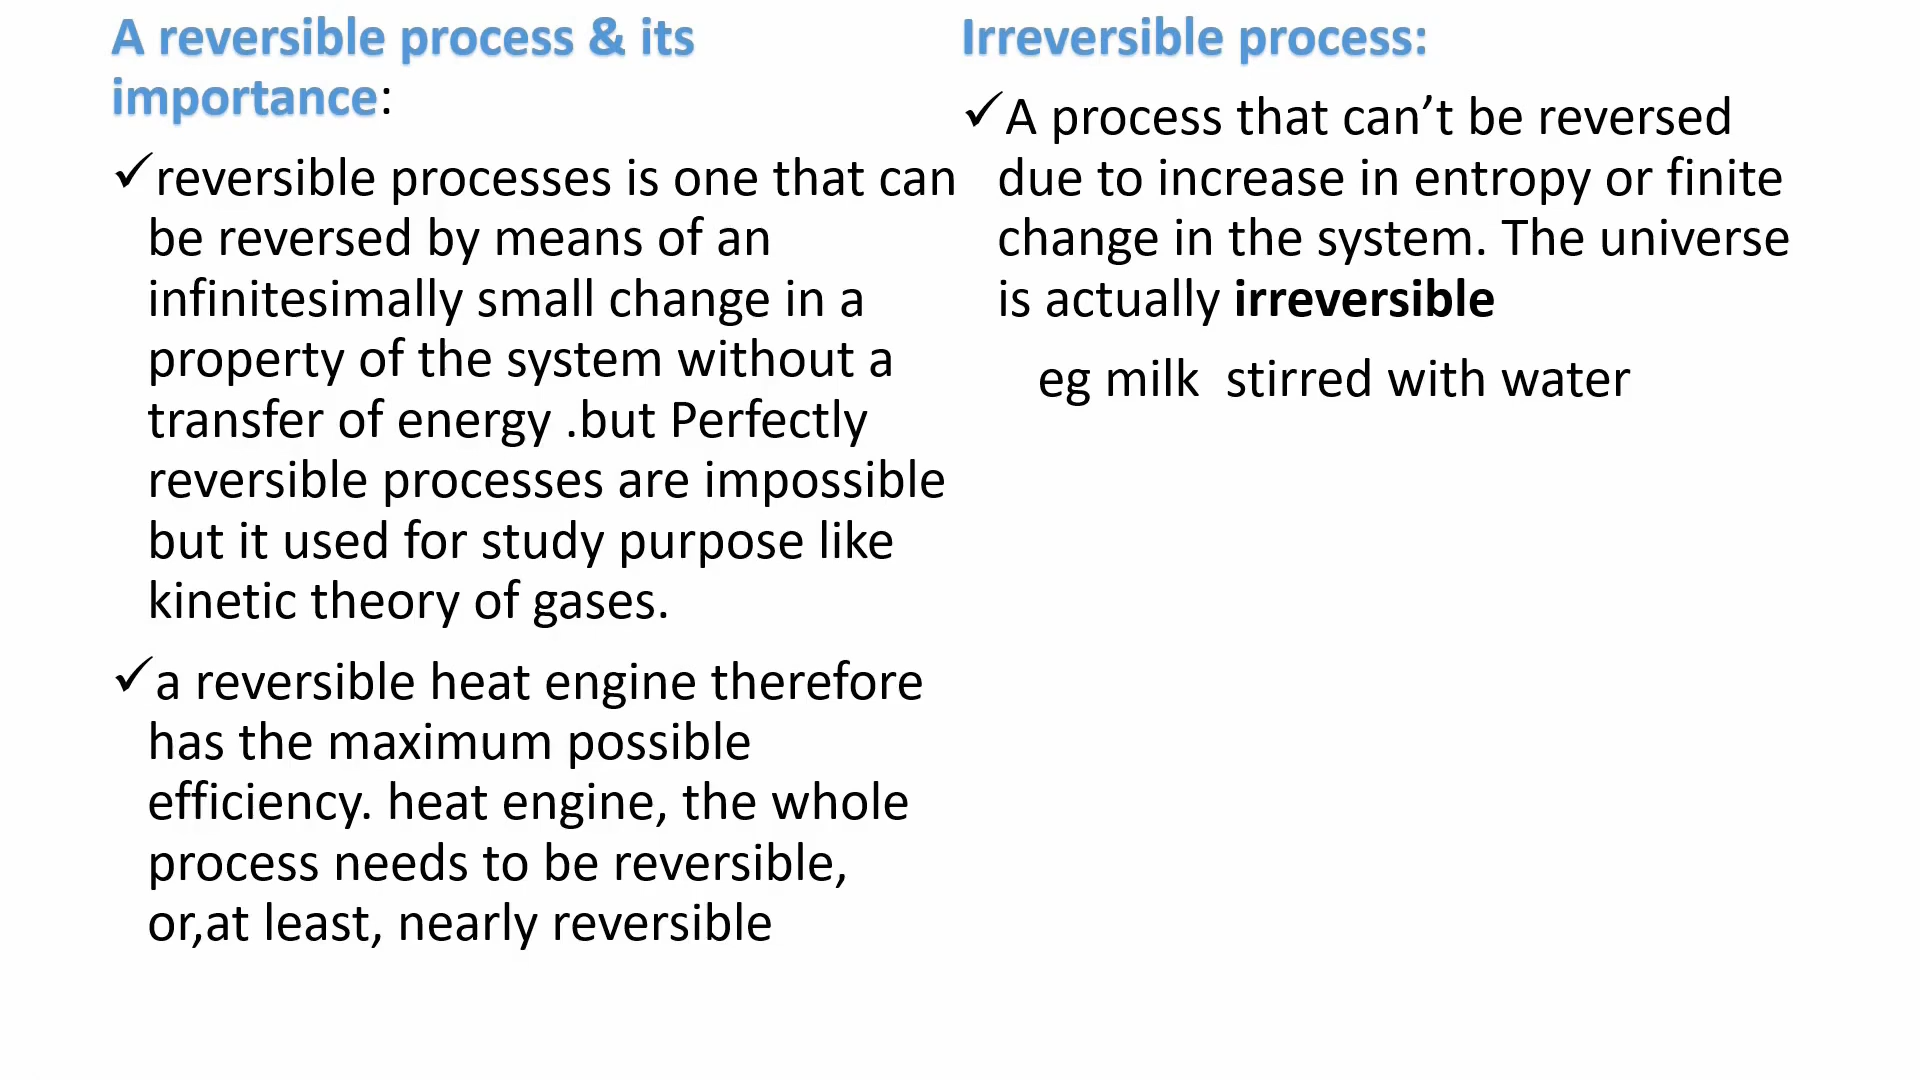 A reversible process & its
importance:
✓reversible processes is one that can
be reversed by means of an
infinitesimally small change in a
property of the system without a
transfer of energy .but Perfectly
reversible processes are impossible
but it used for study purpose like
kinetic theory of gases.
✓a reversible heat engine therefore
has the maximum possible
efficiency. heat engine, the whole
process needs to be reversible,
or,at least, nearly reversible
Irreversible process:
✓A process that can’t be reversed
due to increase in entropy or finite
change in the system. The universe
is actually irreversible
eg milk  stirred with water